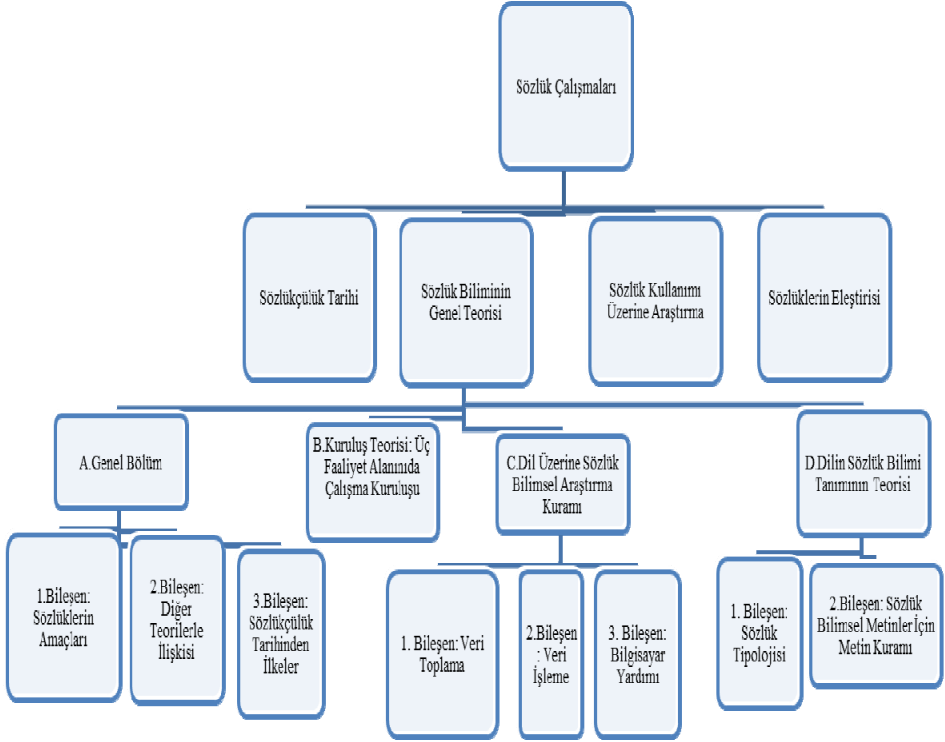 Sözlük Çalışmaları
Sözlükçülük Tarihi
Sözlük Biliminin
Genel Teorisi
Sözlük Kullanımı
Üzerine Araştırma
Sözlüklerin Eleştirisi
A.Genel Bölüm
B.Kuruluş Teorisi: Üç
Faaliyet Alanınıda
Çalışma Kuruluşu
C.Dil Üzerine Sözlük
Bilimsel Araştırma
Kuramı
D.Dilin Sözlük Bilimi
Tanımının Teorisi
1.Bileşen:
Sözlüklerin
Amaçları
2.Bileşen:
Diğer
Teorilerle
İlişkisi
3.Bileşen:
Sözlükçülük
Tarihinden
İlkeler
1. Bileşen: Veri
Toplama
2.Bileşen
: Veri
İşleme
3. Bileşen:
Bilgisayar
Yardımı
1. Bileşen:
Sözlük
Tipolojisi
2.Bileşen: Sözlük
Bilimsel Metinler İçin
Metin Kuramı